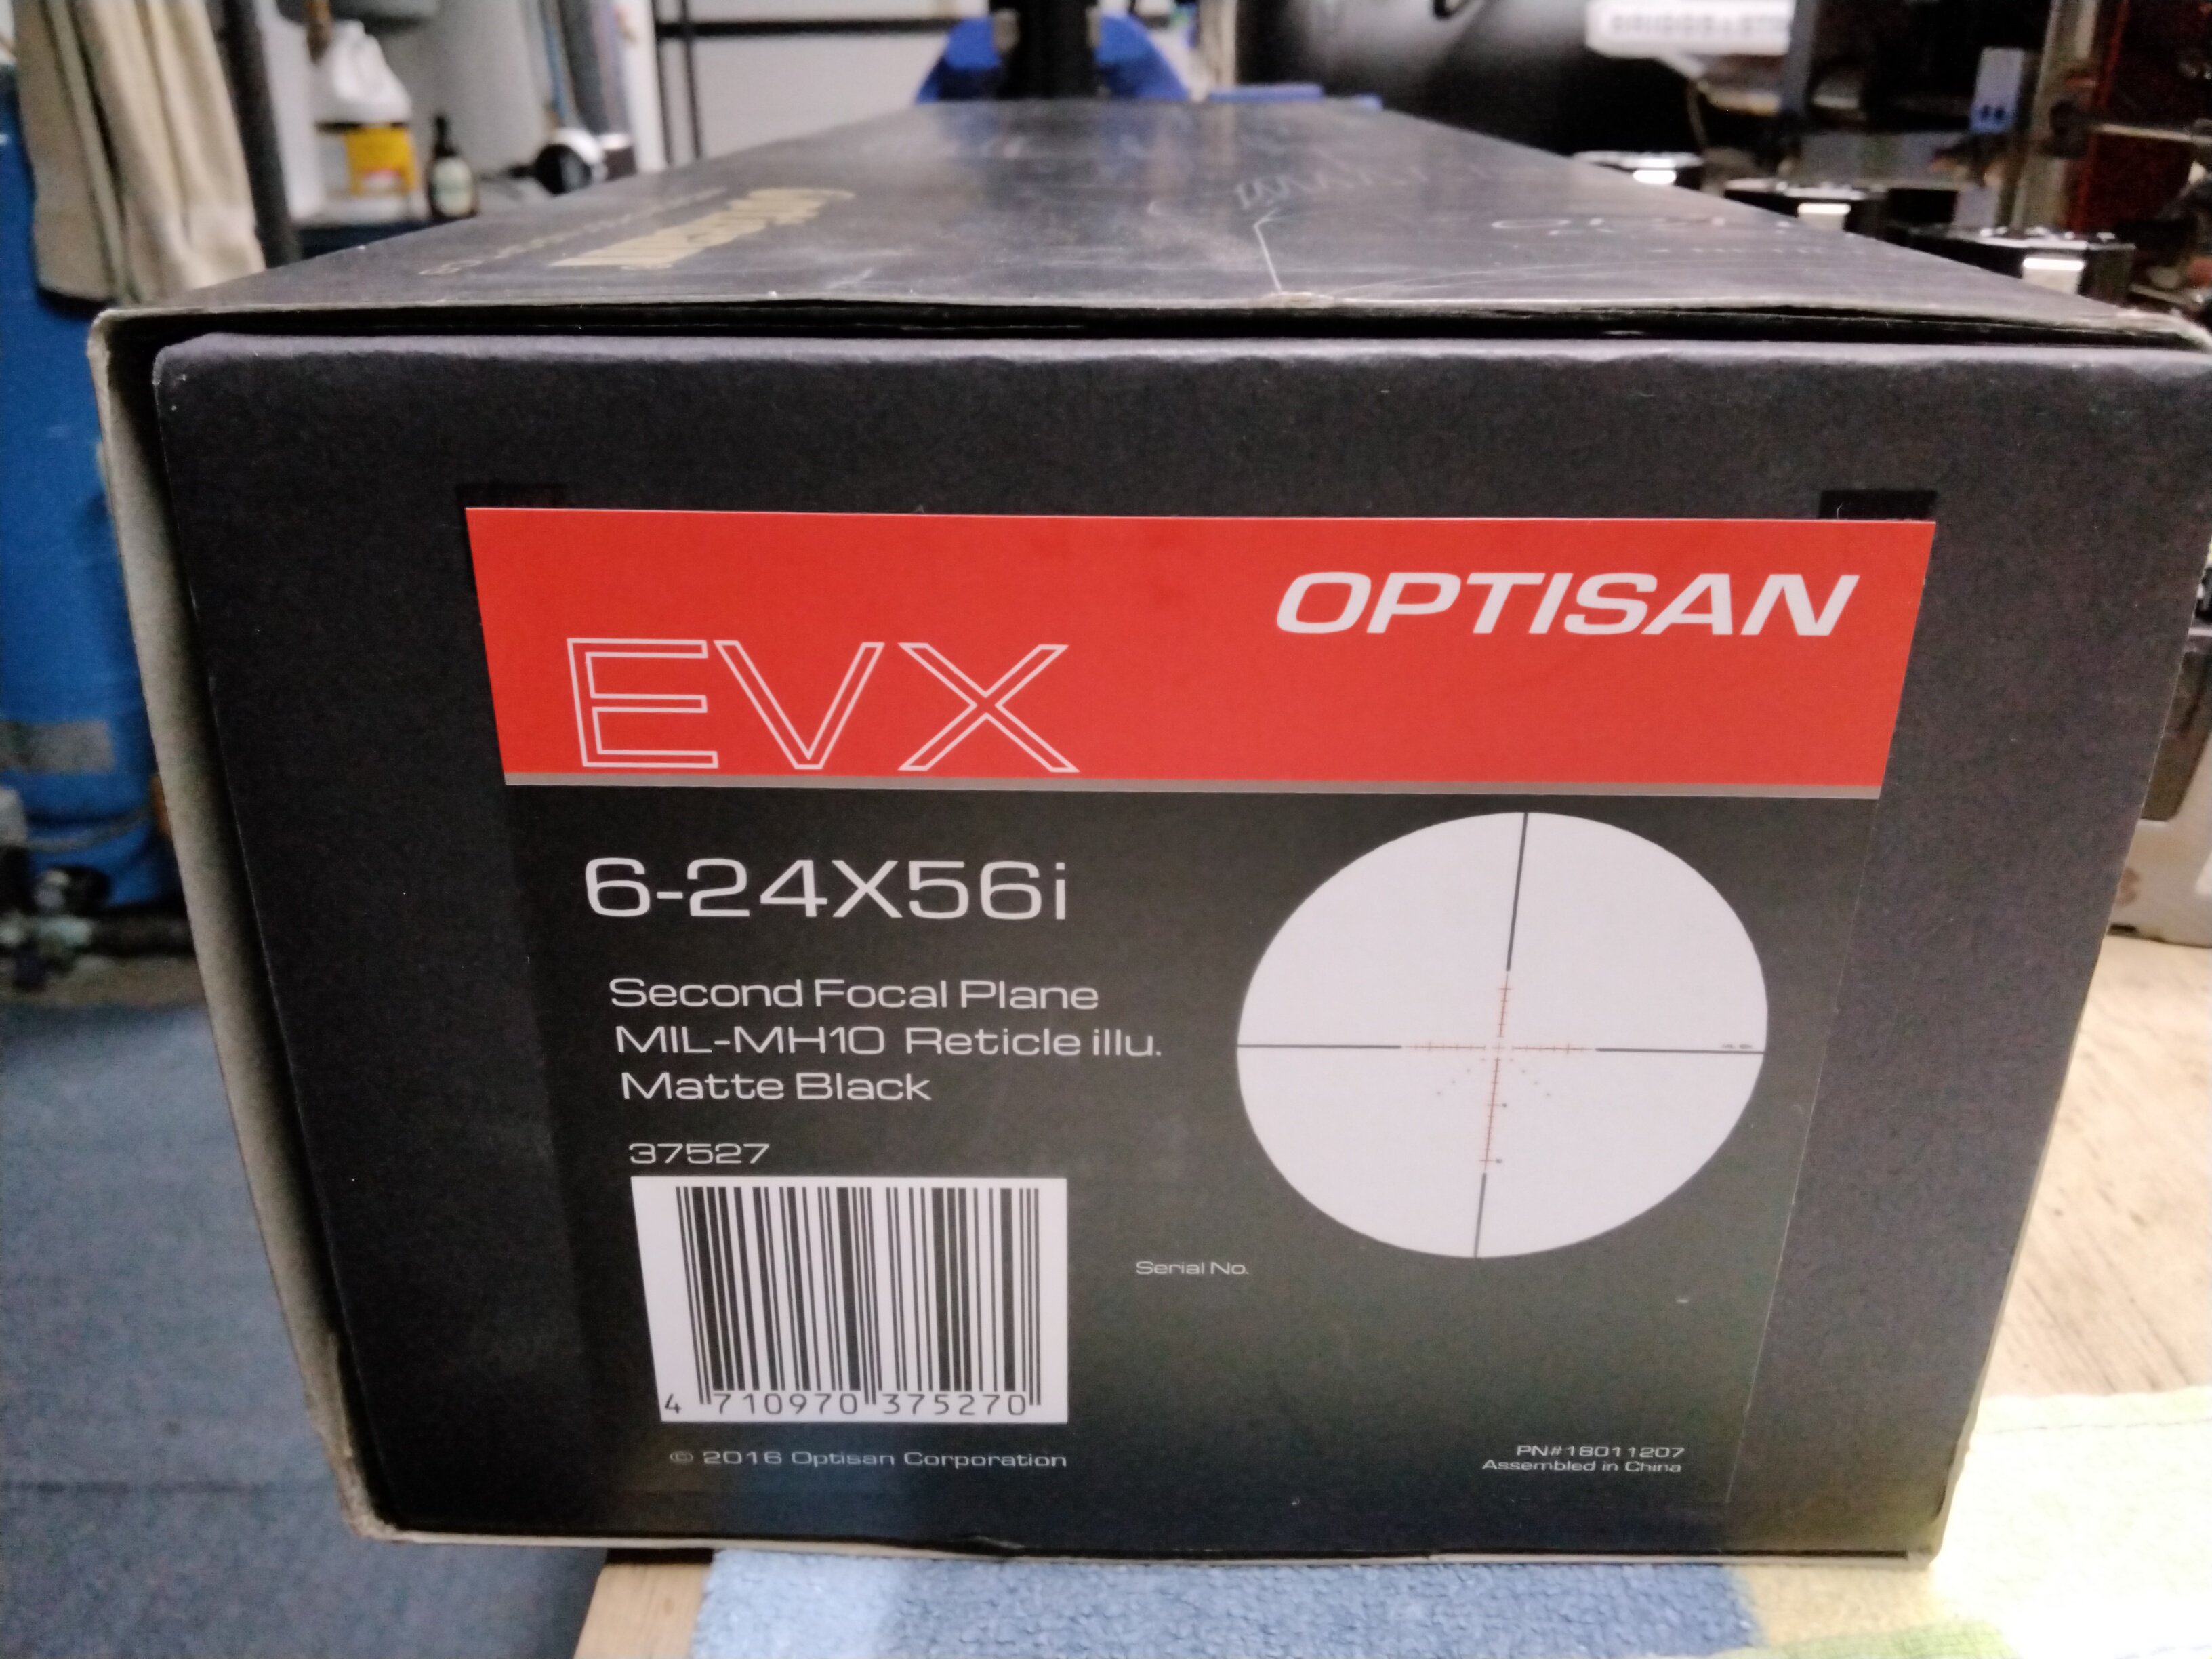 OPTISAN
EVX
6-24X56i
Second Focal Plane
MIL-MH10 Reticle illu.
Matte Black
37527
4 710970 375270
Serial No.
© 2016 Optisan Corporation
PN#18011207
Assembled in China